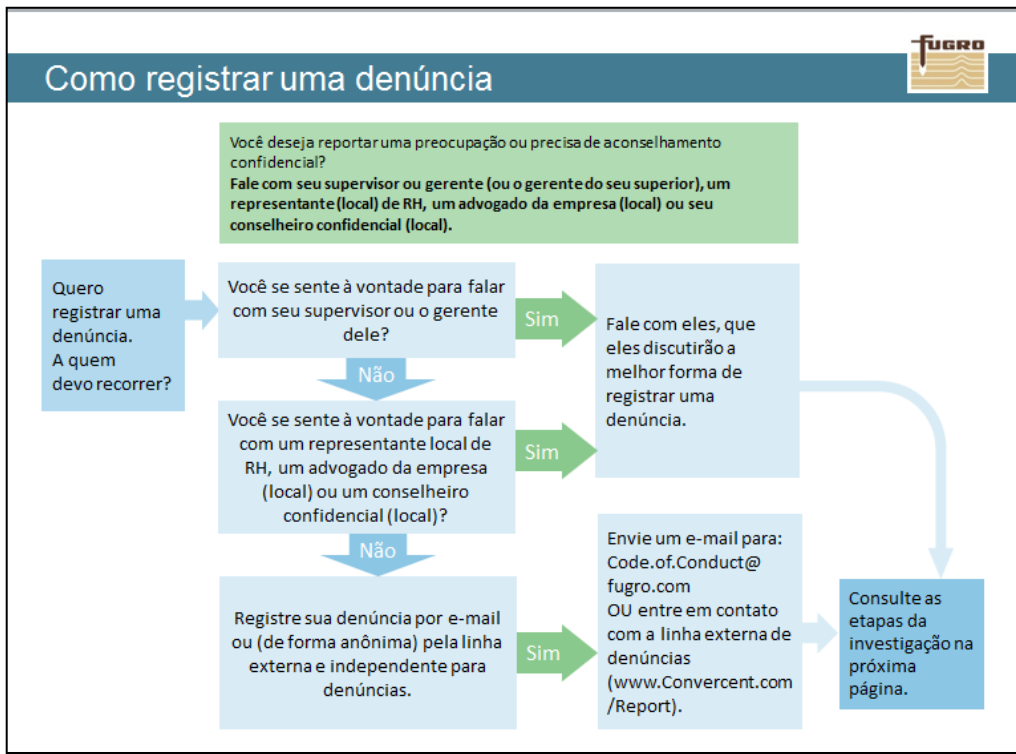 Como registrar uma denúncia
fUGRO
Você deseja reportar uma preocupação ou precisa de aconselhamento
confidencial?
Fale com seu supervisor ou gerente (ou o gerente do seu superior), um
representante (local) de RH, um advogado da empresa (local) ou seu
conselheiro confidencial (local).
Quero
registrar uma
denúncia.
A quem
devo recorrer?
Você se sente à vontade para falar
com seu supervisor ou o gerente
dele?
Sim
Fale com eles, que
eles discutirão a
melhor forma de
registrar uma
denúncia.
Não
Você se sente à vontade para falar
com um representante local de
RH, um advogado da empresa
(local) ou um conselheiro
confidencial (local)?
Sim
Não
Registre sua denúncia por e-mail
ou (de forma anônima) pela linha
externa e independente para
denúncias.
Sim
Envie um e-mail para:
Code.of.Conduct@
fugro.com
OU entre em contato
com a linha externa de
denúncias
(www.Convercent.com
/Report).
Consulte as
etapas da
investigação na
próxima
página.